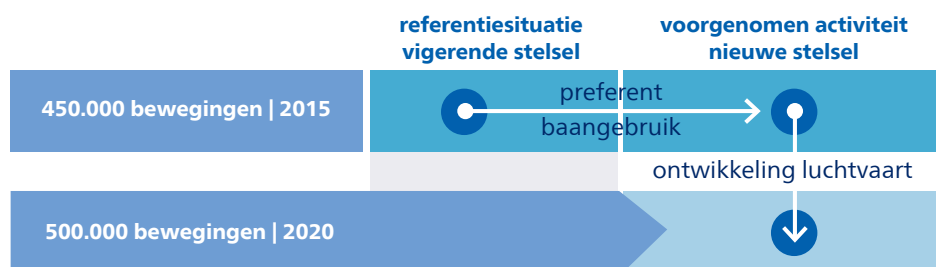 referentiesituatie
vigerende stelsel
voorgenomen activiteit
nieuwe stelsel
450.000 bewegingen | 2015
preferent
baangebruik
ontwikkeling luchtvaart
500.000 bewegingen | 2020